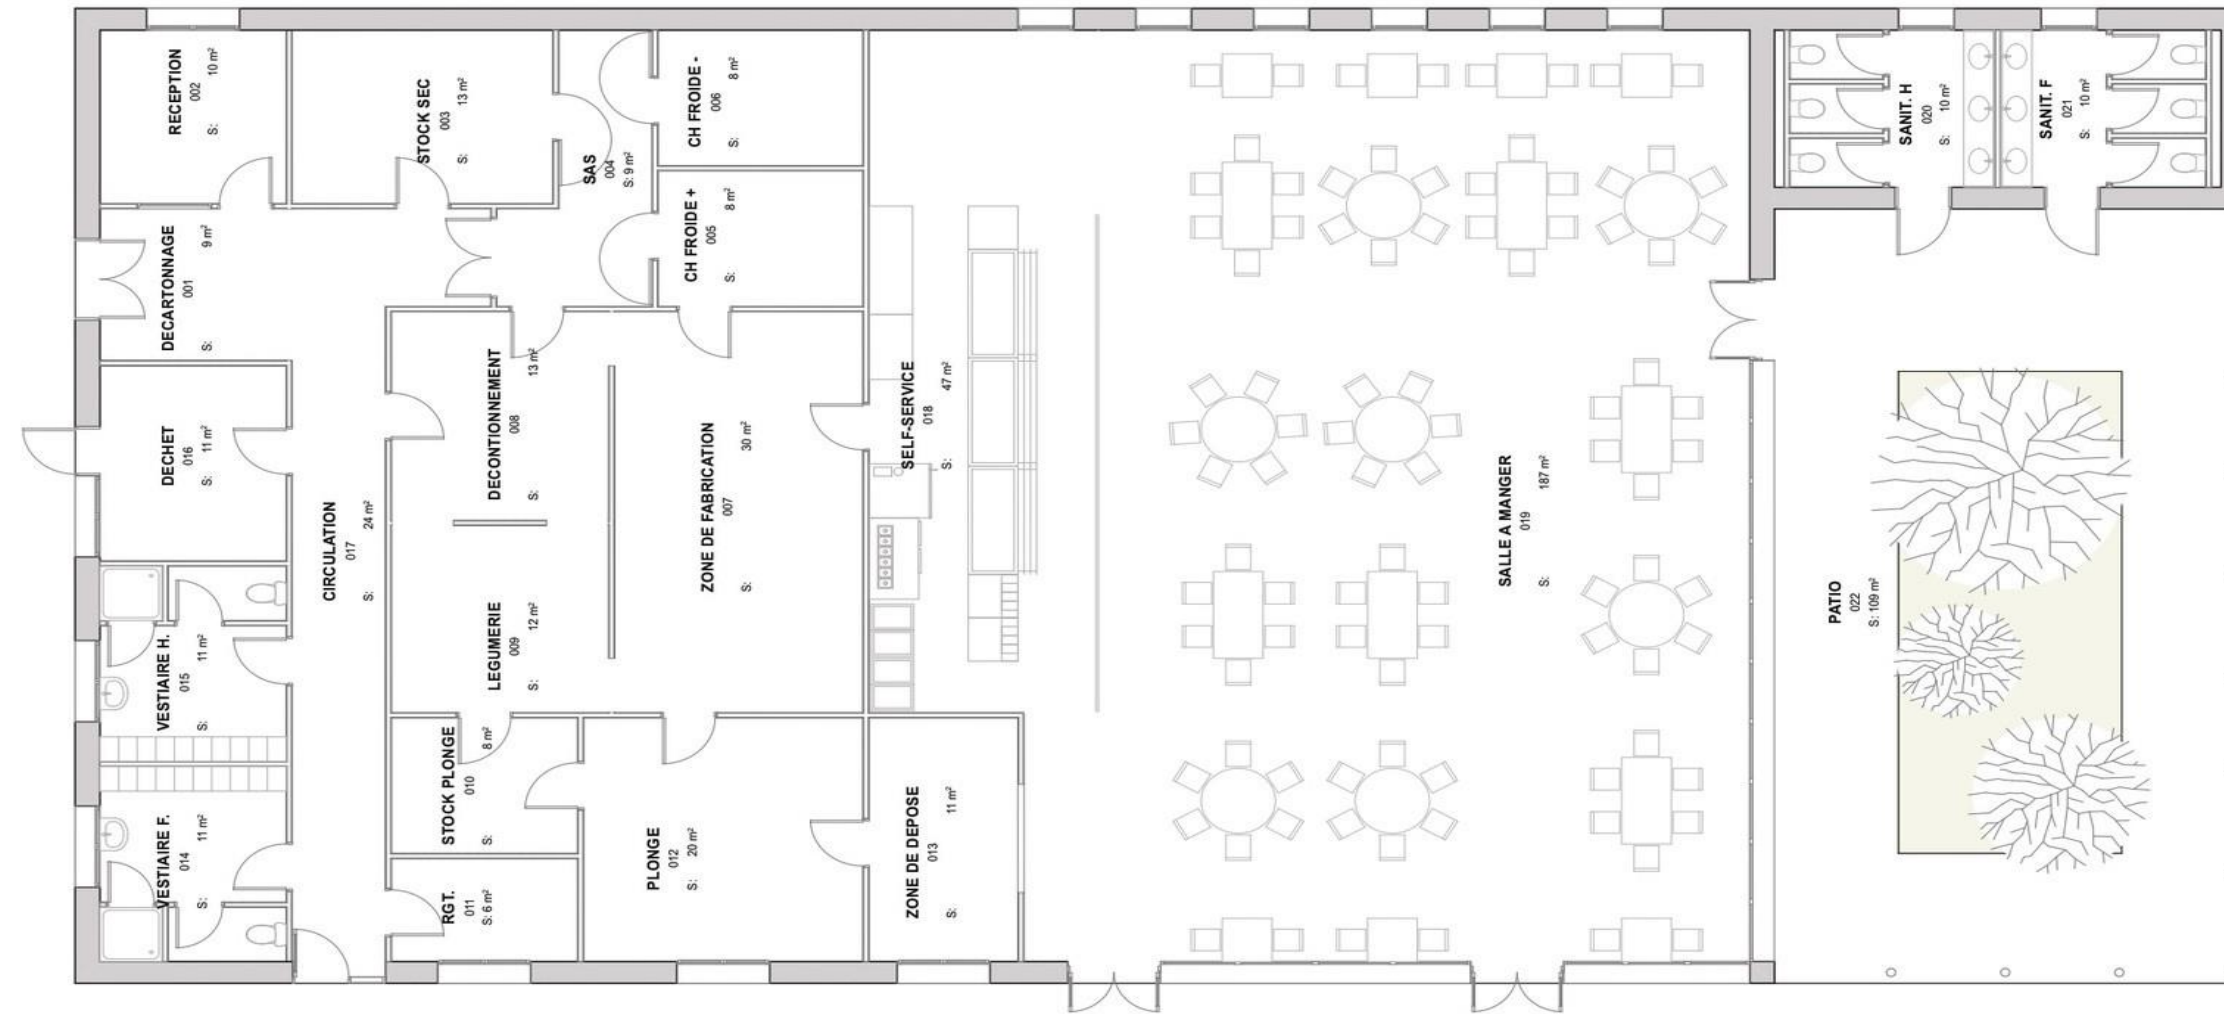 RECEPTION
002
S: 10 m²
STOCK SEC
003
S: 13 m²
SAS
004
S: 9 m²
CH FROIDE -
006
S: 8 m²
CH FROIDE +
005
S: 8 m²
DECARTONNAGE
001
S: 9 m²
DECHET
016
S: 11 m²
CIRCULATION
017
S: 24 m²
DECONTIONNEMENT
008
S: 13 m²
LEGUMERIE
009
S: 12 m²
ZONE DE FABRICATION
007
S: 30 m²
SELF-SERVICE
018
S: 47 m²
SALLE A MANGER
019
S: 187 m²
SANIT. H
020
S: 10 m²
SANIT. F
021
S: 10 m²
PATIO
022
S: 109 m²
VESTIAIRE H.
015
S: 11 m²
VESTIAIRE F.
014
S: 11 m²
STOCK PLONGE
010
S: 8 m²
RGT.
011
S: 6 m²
PLONGE
012
S: 20 m²
ZONE DE DEPOSE
013
S: 11 m²